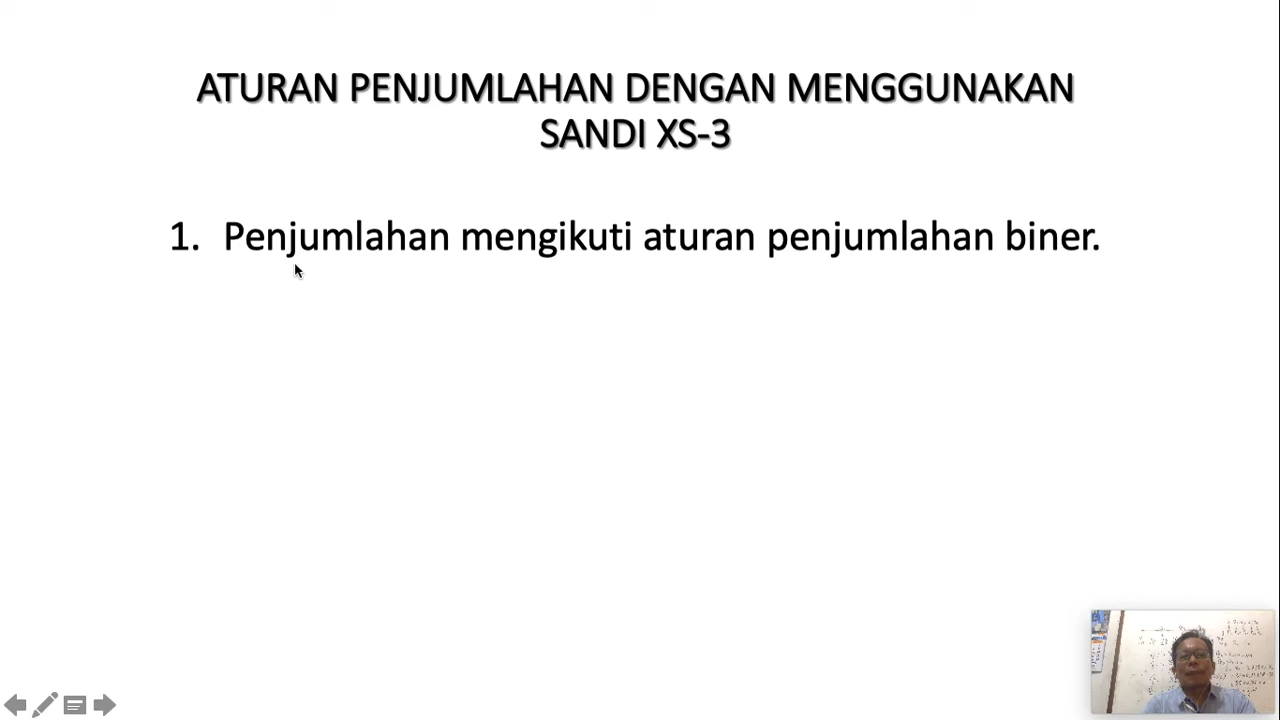 ATURAN PENJUMLAHAN DENGAN MENGGUNAKAN
SANDI XS-3
1. Penjumlahan mengikuti aturan penjumlahan biner.